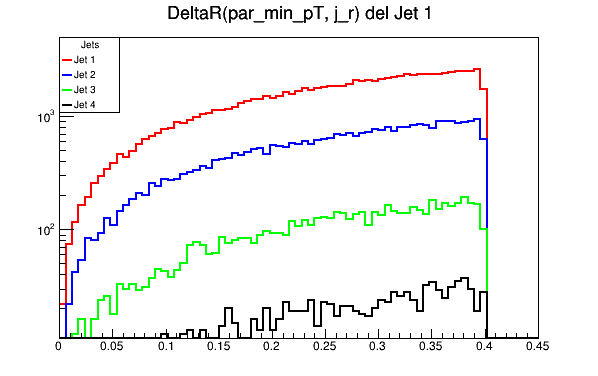 DeltaR(par_min_pT, j_r) del Jet 1
Jets
Jet 1
Jet 2
Jet 3
Jet 4
10³
10²
0 0.05 0.1 0.15 0.2 0.25 0.3 0.35 0.4 0.45